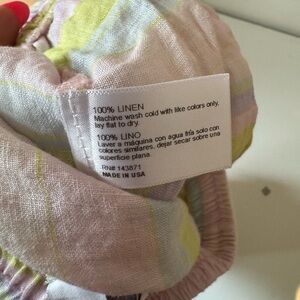 100% LINEN
Machine wash cold with like colors only,
lay flat to dry.
100% LINO
Laver a máquina con agua fría solo con
colores similares, dejar secar sobre una
superficie plana.
RN# 143871
MADE IN USA